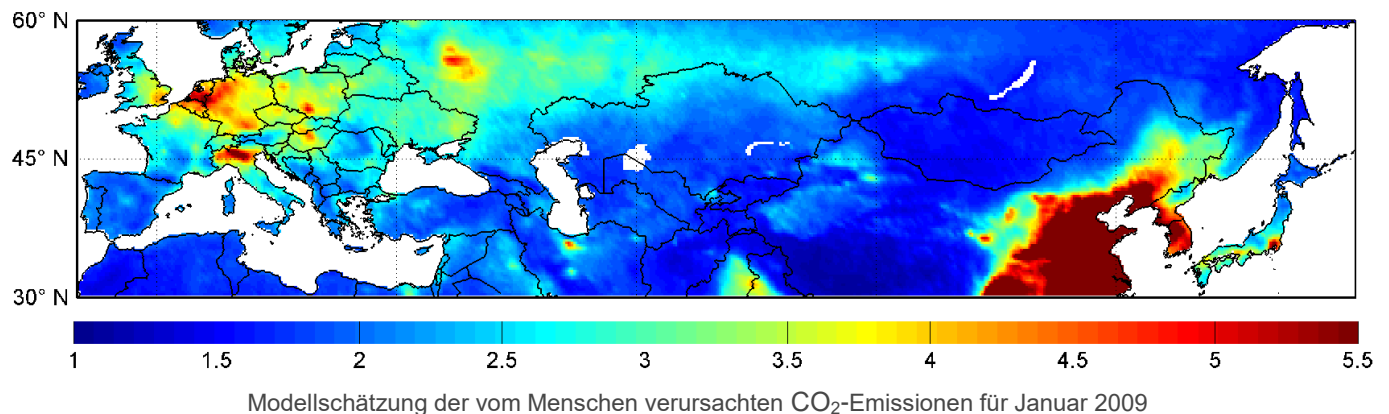 60° N
45° N
30° N
1 1.5 2 2.5 3 3.5 4 4.5 5 5.5
Modellschätzung der vom Menschen verursachten CO₂-Emissionen für Januar 2009